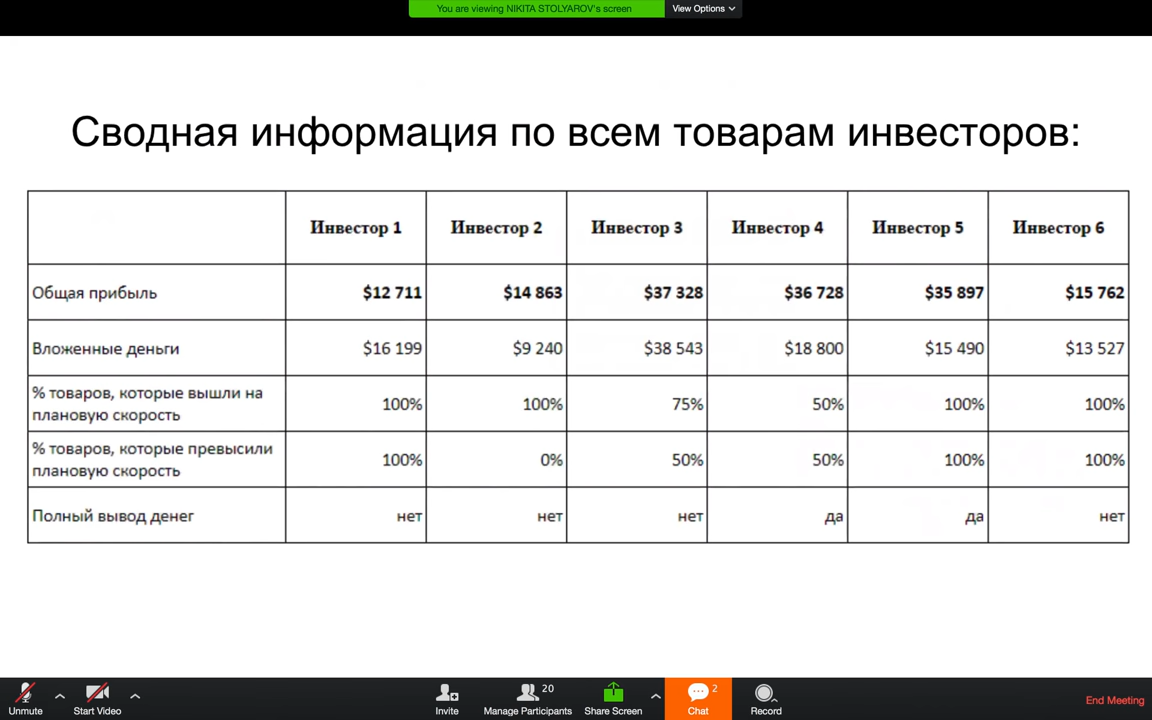 You are viewing NIKITA STOLYAROV's screen View Options
Сводная информация по всем товарам инвесторов:
Инвестор 1 Инвестор 2 Инвестор 3 Инвестор 4 Инвестор 5 Инвестор 6
Общая прибыль $12 711 $14 863 $37 328 $36 728 $35 897 $15 762
Вложенные деньги $16 199 $9 240 $38 543 $18 800 $15 490 $13 527
% товаров, которые вышли на
плановую скорость 100% 100% 75% 50% 100% 100%
% товаров, которые превысили
плановую скорость 100% 0% 50% 50% 100% 100%
Полный вывод денег нет нет нет да да нет
20 2
Unmute Start Video Invite Manage Participants Share Screen Chat Record End Meeting